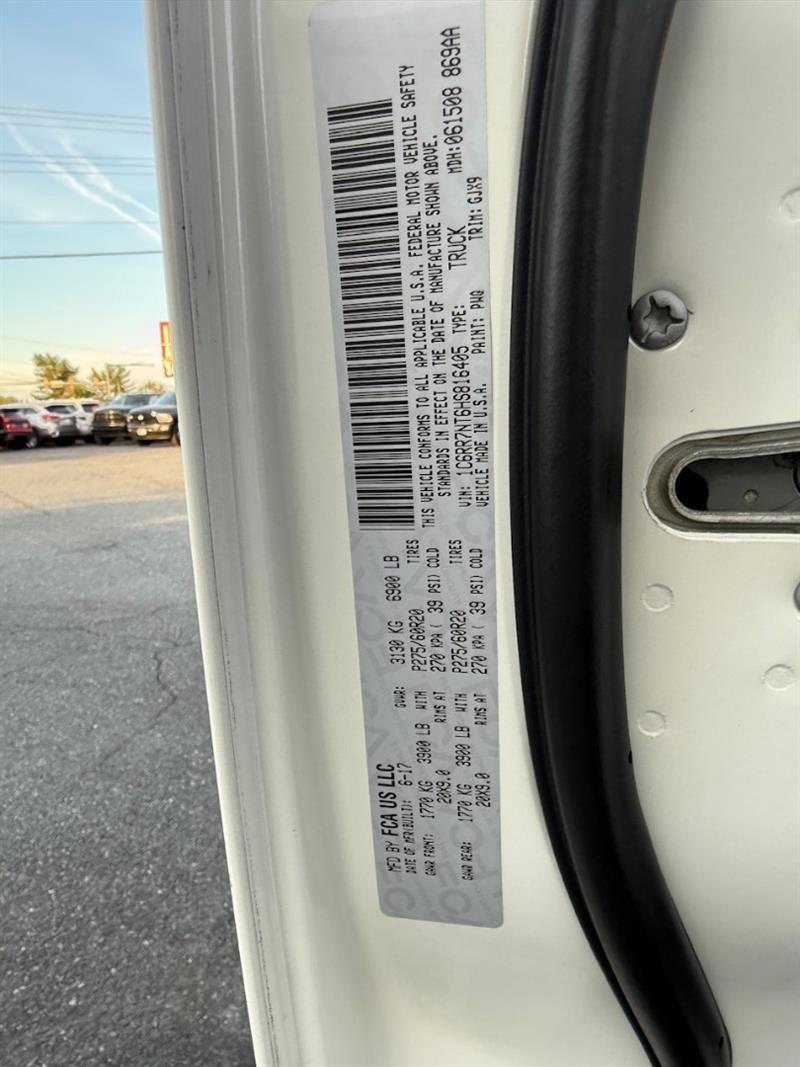 MFD BY FCA US LLC
DATE OF MFR(BUILT): 6-17 GVWR: 3130 KG 6900 LB
GAWR FRONT: 1770 KG 3900 LB WITH P275/60R20 TIRES
20X9.0 RIMS AT 270 KPA ( 39 PSI) COLD
GAWR REAR: 1770 KG 3900 LB WITH P275/60R20 TIRES
20X9.0 RIMS AT 270 KPA ( 39 PSI) COLD
THIS VEHICLE CONFORMS TO ALL APPLICABLE U.S.A. FEDERAL MOTOR VEHICLE SAFETY
STANDARDS IN EFFECT ON THE DATE OF MANUFACTURE SHOWN ABOVE.
VIN: 1C6RR7NT6HS816405 TYPE: TRUCK MDH:061508 869AA
VEHICLE MADE IN U.S.A. PAINT: PWQ TRIM: GJX9